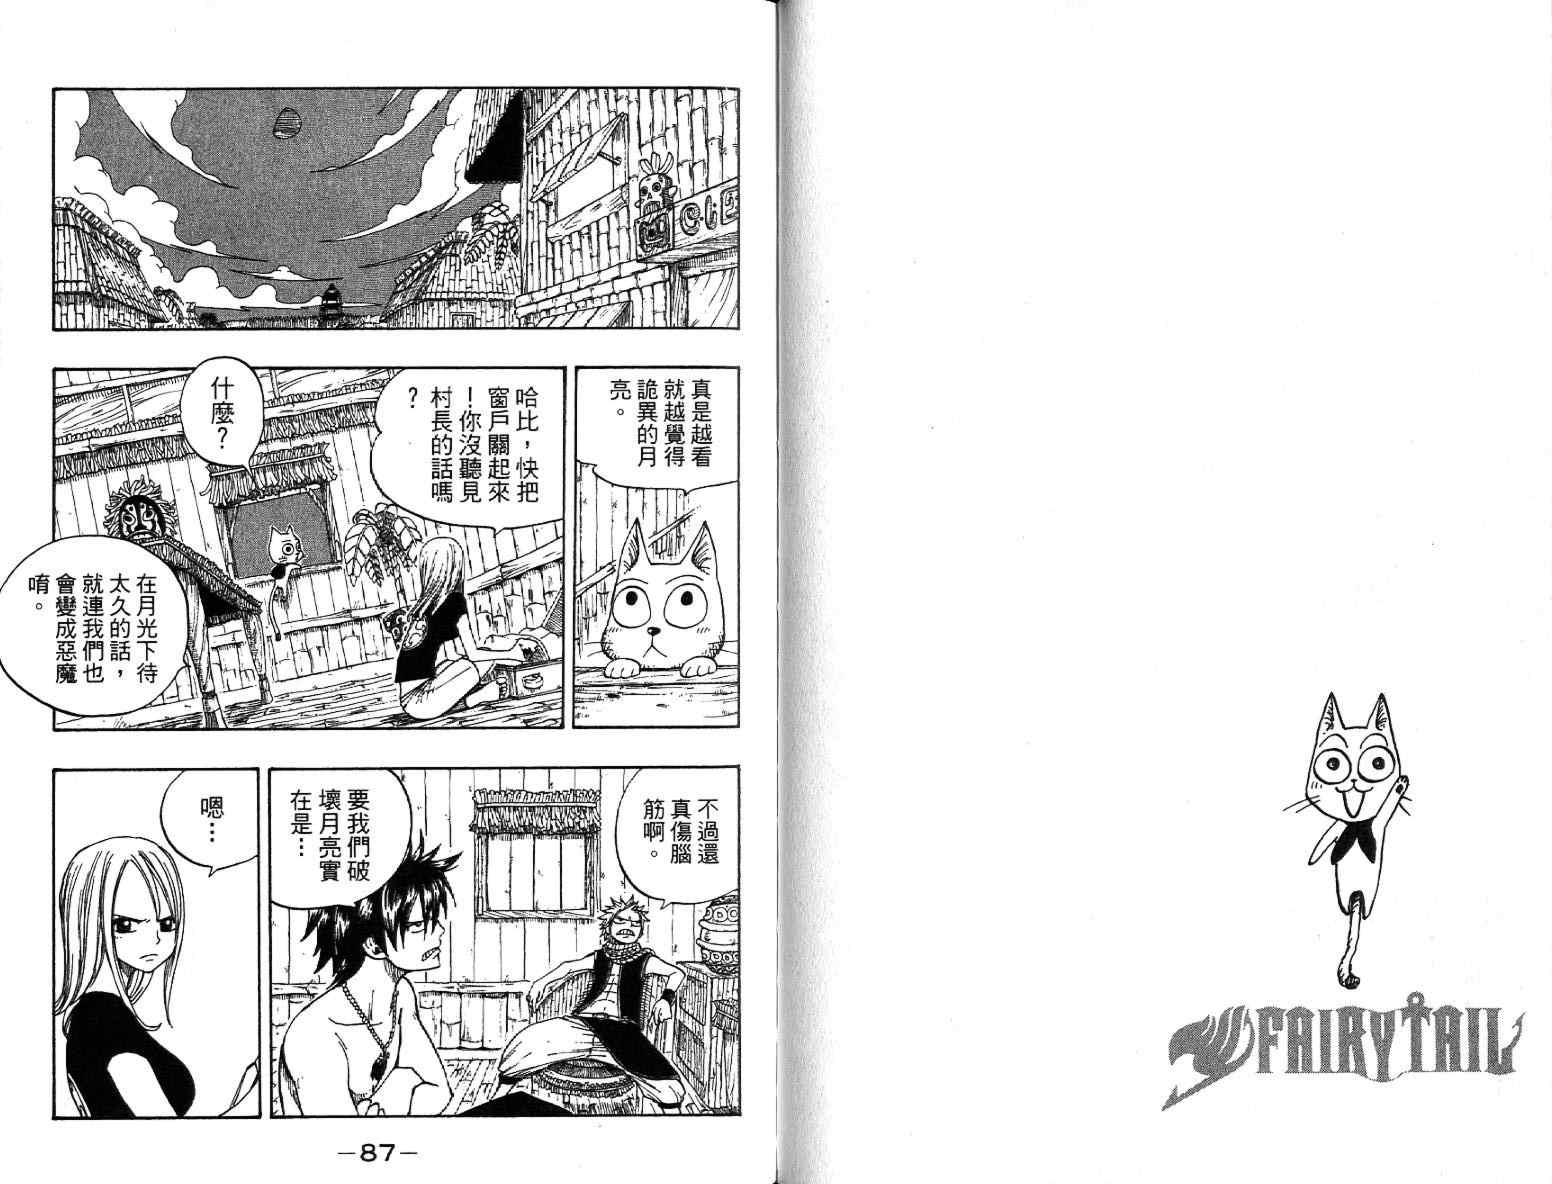 真是越看
就越覺得
詭異的月
亮。
哈比，快把
窗戶關起來
！你沒聽見
村長的話嗎
？
什麼？
在月光下待
太久的話，
就連我們也
會變成惡魔
唷。
不過還
真傷腦
筋啊。
要我們破
壞月亮實
在是…
嗯…
—87—
FAIRY TAIL